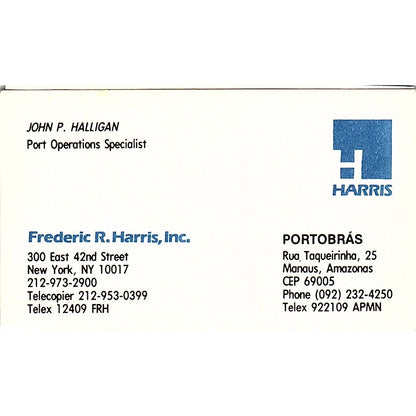 JOHN P. HALLIGAN
Port Operations Specialist
H
HARRIS
Frederic R. Harris, Inc.
300 East 42nd Street
New York, NY 10017
212-973-2900
Telecopier 212-953-0399
Telex 12409 FRH
PORTOBRÁS
Rua Taqueirinha, 25
Manaus, Amazonas
CEP 69005
Phone (092) 232-4250
Telex 922109 APMN